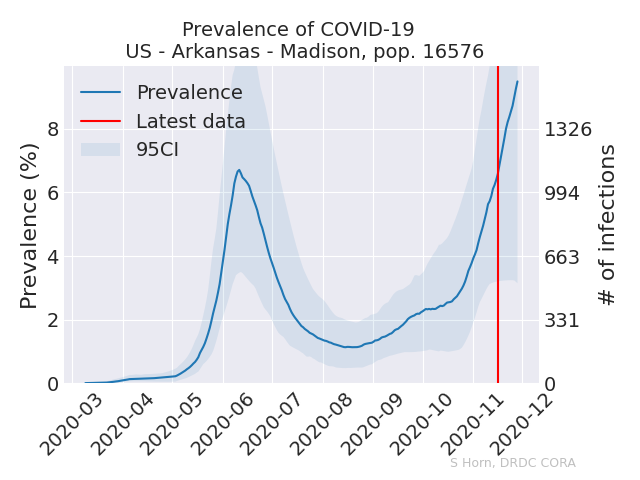 Prevalence of COVID-19
US - Arkansas - Madison, pop. 16576
Prevalence
Latest data
95CI
Prevalence (%)
8
6
4
2
0
1326
994
663
331
0
# of infections
2020-03
2020-04
2020-05
2020-06
2020-07
2020-08
2020-09
2020-10
2020-11
2020-12
S Horn, DRDC CORA